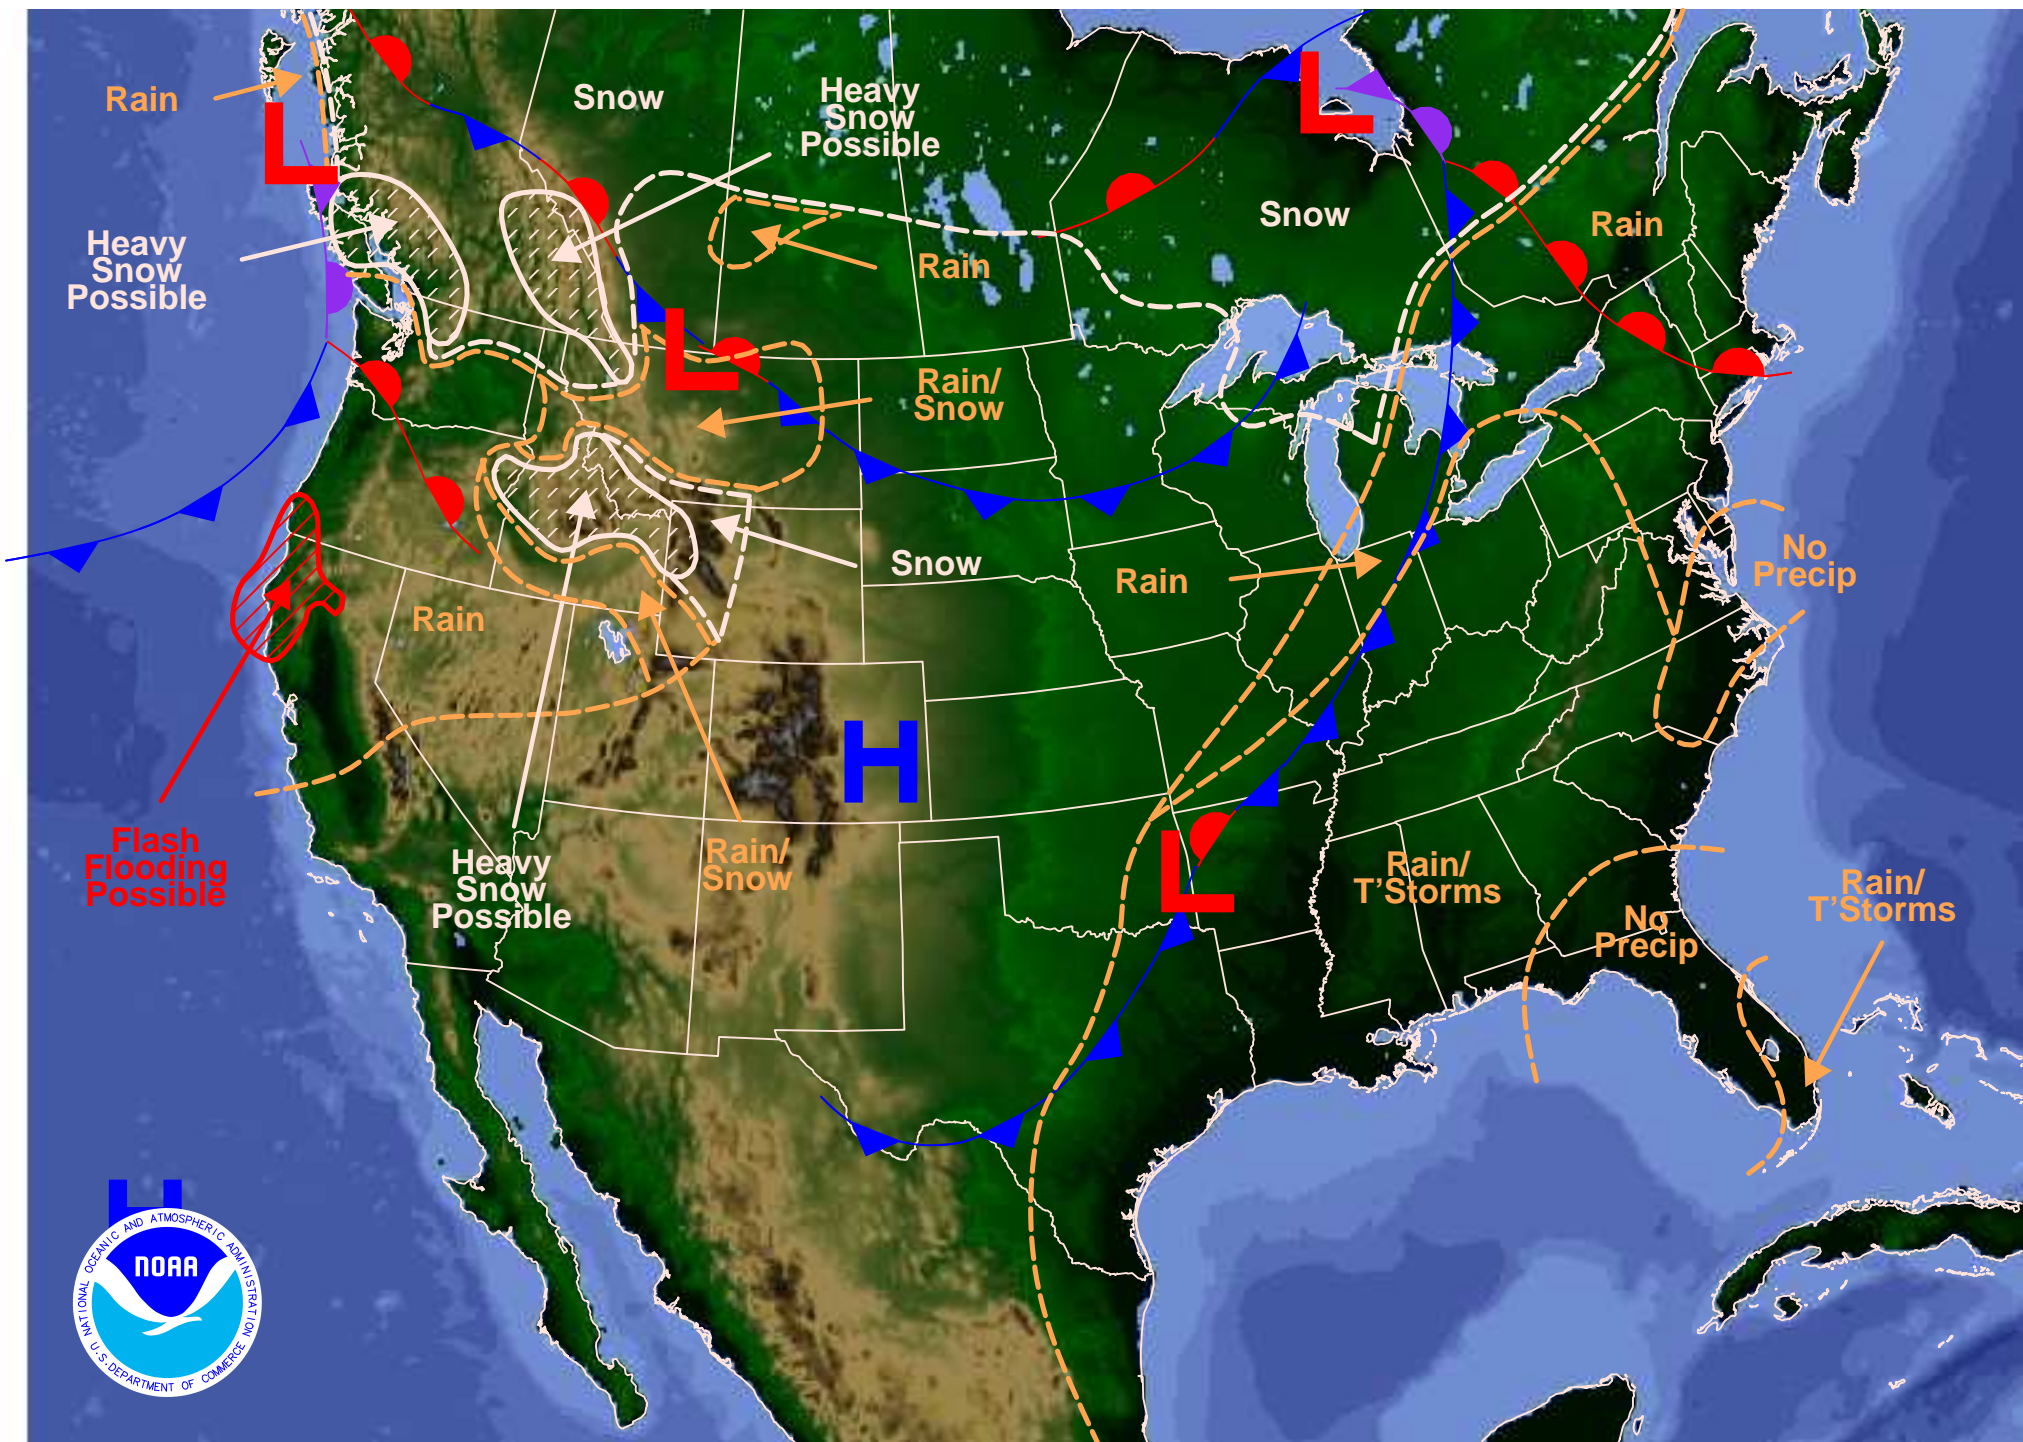 Rain
Snow
Heavy
Snow
Possible
L
L
Heavy
Snow
Possible
Snow
Rain
Rain
L
Rain/
Snow
No
Precip
Snow
Rain
Rain
H
Flash
Flooding
Possible
Heavy
Snow
Possible
Rain/
Snow
L
Rain/
T'Storms
No
Precip
Rain/
T'Storms
H
NOAA
NATIONAL OCEANIC AND ATMOSPHERIC ADMINISTRATION
U.S. DEPARTMENT OF COMMERCE